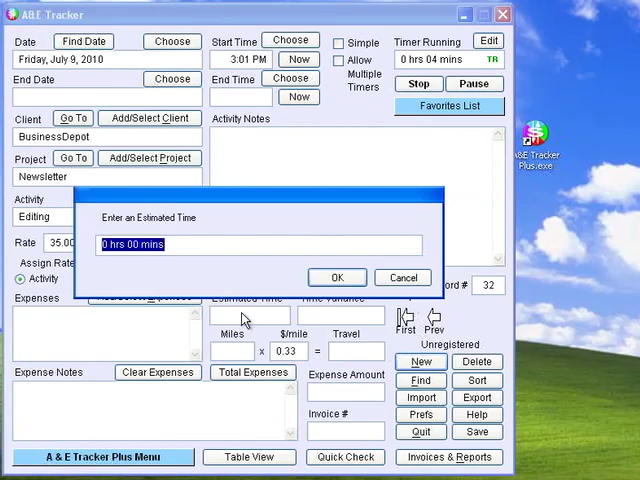 A&E Tracker
Date
Find Date
Choose
Friday, July 9, 2010
End Date
Choose
Client
Go To
Add/Select Client
BusinessDepot
Project
Go To
Add/Select Project
Newsletter
Activity
Editing
Rate
35.00
Assign Rate
Activity
Start Time
Choose
3:01 PM
Now
End Time
Choose
Now
Simple
Allow
Multiple
Timers
Timer Running
Edit
0 hrs 04 mins
TR
Stop
Pause
Favorites List
Activity Notes
A&E Tracker
Plus.exe
Enter an Estimated Time
0 hrs 00 mins
OK
Cancel
Expenses
Estimated Time
Time Variance
32
First
Prev
Miles
$/mile
Travel
x
0.33
=
Unregistered
Expense Notes
Clear Expenses
Total Expenses
Expense Amount
Invoice #
New
Delete
Find
Sort
Import
Export
Prefs
Help
Quit
Save
A & E Tracker Plus Menu
Table View
Quick Check
Invoices & Reports